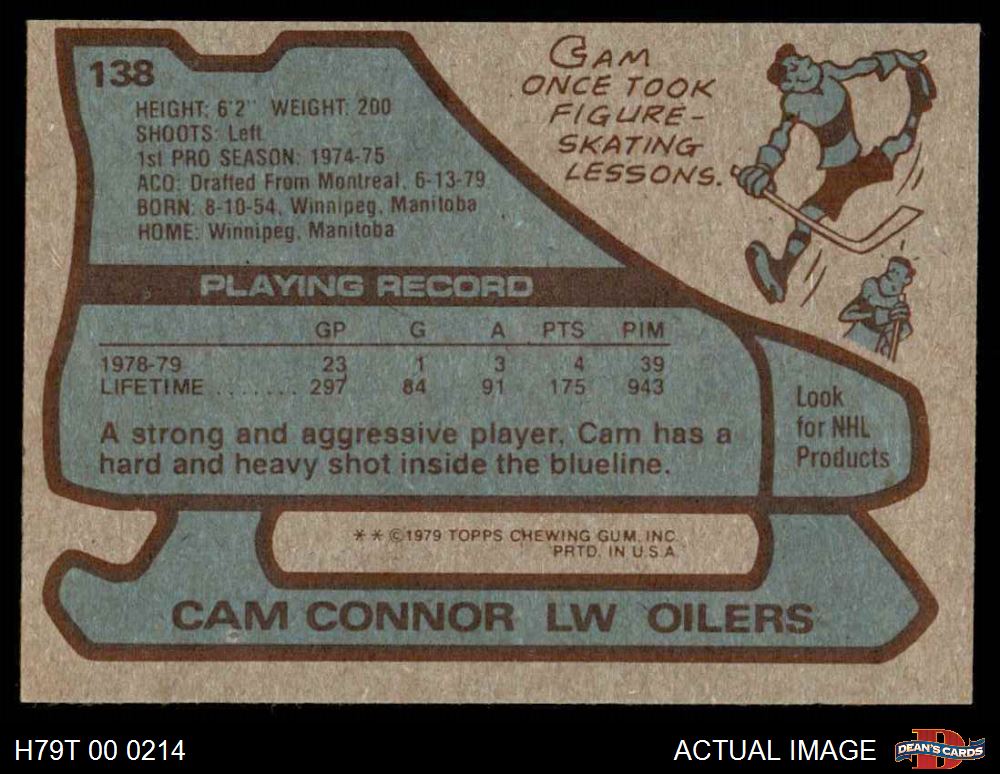 138
HEIGHT: 6'2" WEIGHT: 200
SHOOTS: Left
1st PRO SEASON: 1974-75
ACQ: Drafted From Montreal, 6-13-79
BORN: 8-10-54, Winnipeg, Manitoba
HOME: Winnipeg, Manitoba
CAM
ONCE TOOK
FIGURE-
SKATING
LESSONS.
PLAYING RECORD
GP G A PTS PIM
1978-79 23 1 3 4 39
LIFETIME ....... 297 84 91 175 943
A strong and aggressive player, Cam has a
hard and heavy shot inside the blueline.
Look
for NHL
Products
* * ©1979 TOPPS CHEWING GUM, INC.
PRTD. IN U.S.A.
CAM CONNOR LW OILERS
H79T 00 0214
ACTUAL IMAGE
D
DEAN'S CARDS